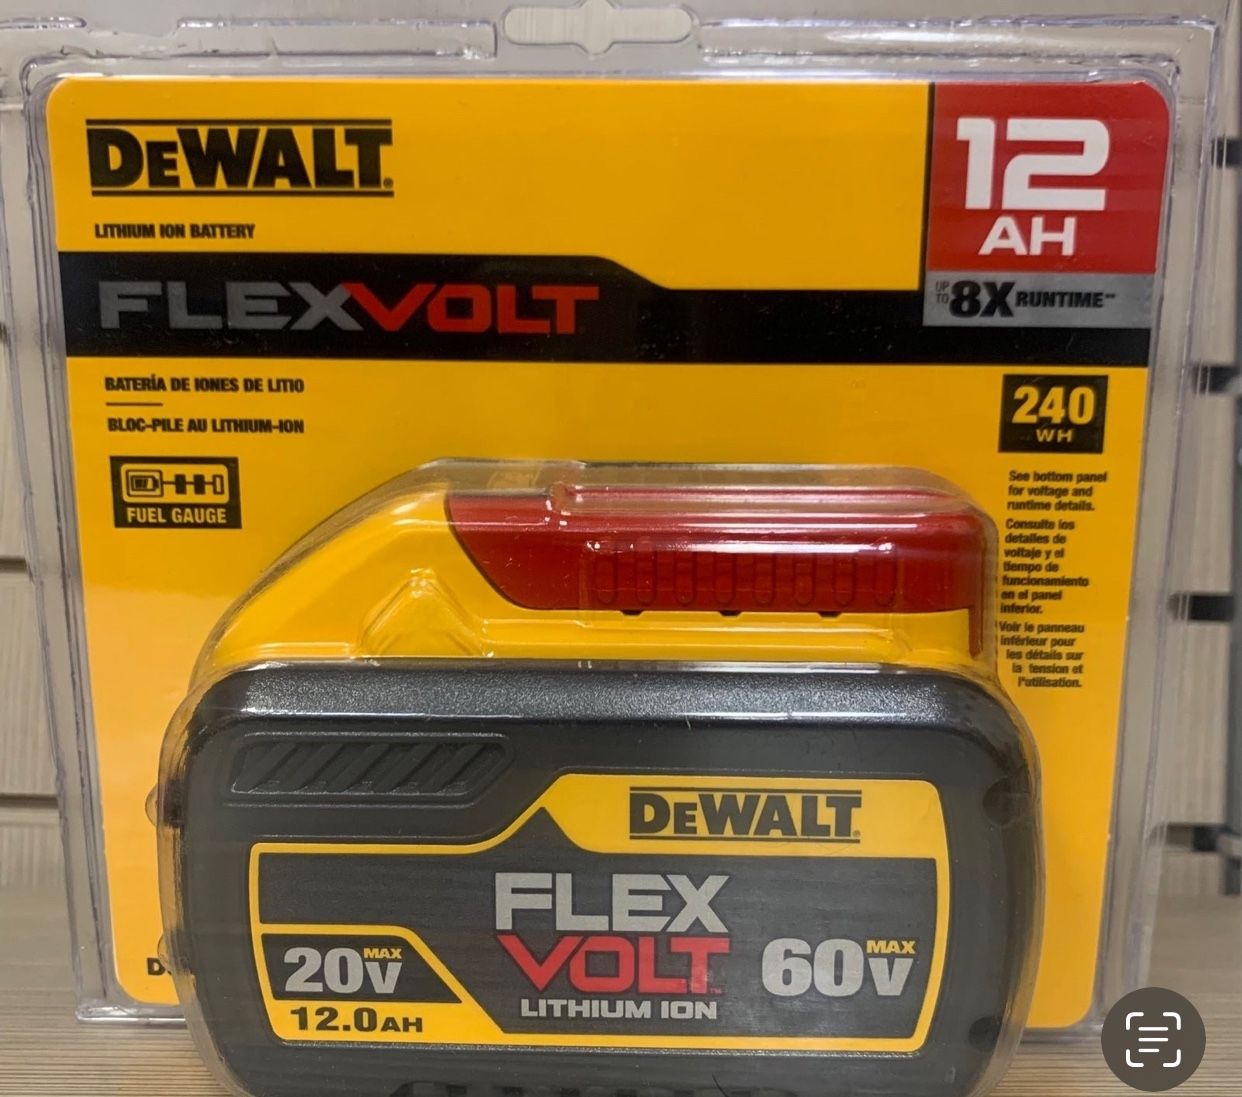 DEWALT®
LITHIUM ION BATTERY
FLEXVOLT
12
AH
UP TO 8X RUNTIME™
BATERÍA DE IONES DE LITIO
BLOC-PILE AU LITHIUM-ION
FUEL GAUGE
240
WH
See bottom panel
for voltage and
runtime details.
Consulte los
detalles de
voltaje y el
tiempo de
funcionamiento
en el panel
inferior.
Voir le panneau
inférieur pour
les détails sur
la tension et
l'utilisation.
DEWALT®
FLEX
VOLT™
LITHIUM ION
20V MAX
12.0AH
60V MAX